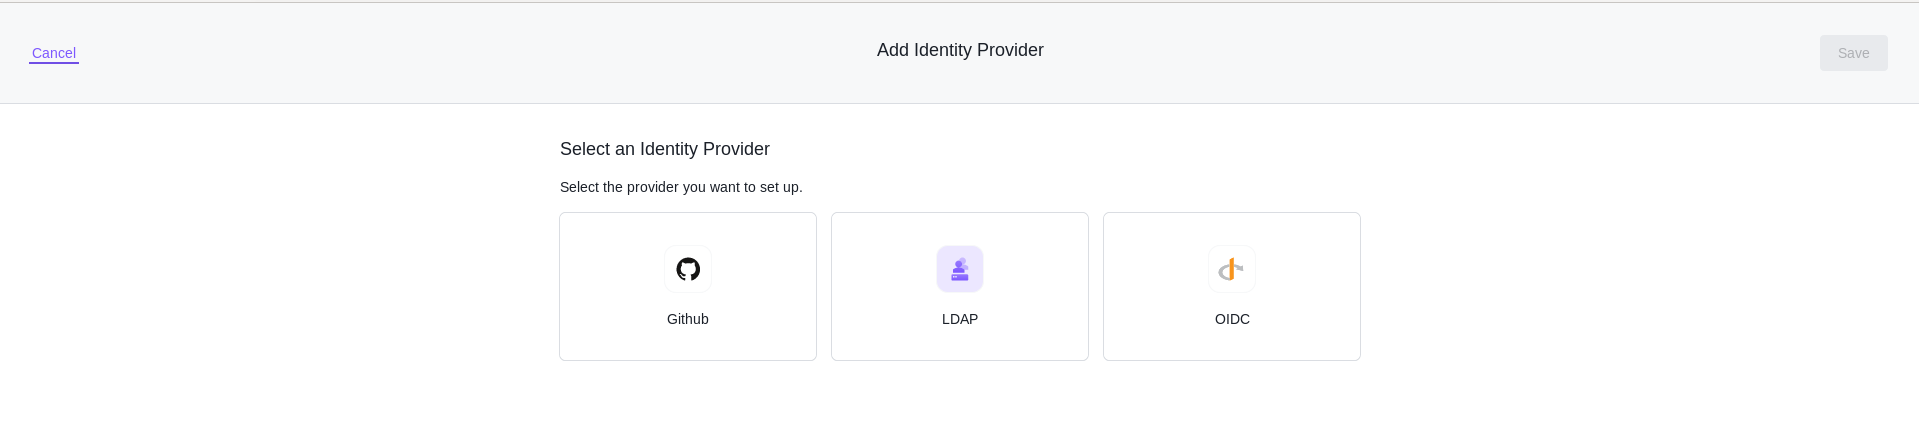 Cancel
Add Identity Provider
Save
Select an Identity Provider
Select the provider you want to set up.
Github
LDAP
OIDC